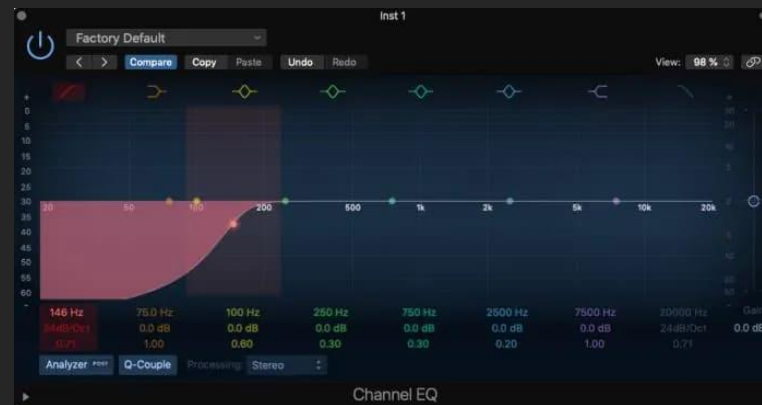 Inst 1
Factory Default
< > Compare Copy Paste Undo Redo View: 98 %
+ +
0
5
10
15
20
25
30
35
40
45
50
55
60
- -
20 50 100 200 500 1k 2k 5k 10k 20k
146 Hz 75.0 Hz 100 Hz 250 Hz 750 Hz 2500 Hz 7500 Hz 20000 Hz Gain
24dB/Oct 0.0 dB 0.0 dB 0.0 dB 0.0 dB 0.0 dB 0.0 dB 24dB/Oct 0.0 dB
0.71 1.00 0.60 0.30 0.30 0.20 1.00 0.71
Analyzer POST Q-Couple Processing: Stereo
Channel EQ